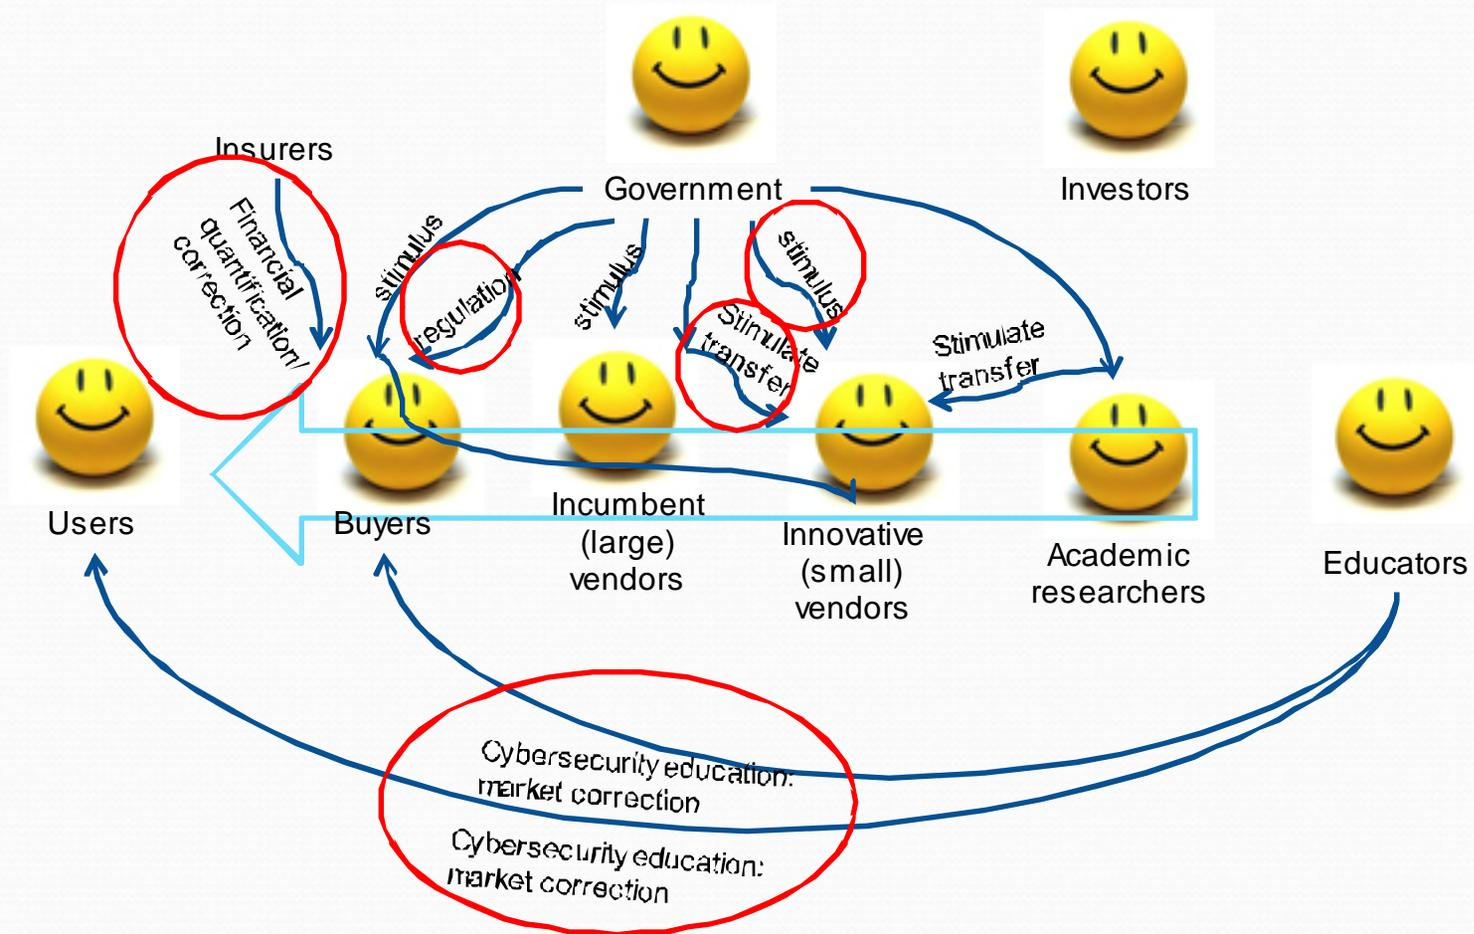 Insurers
Government
Investors
Financial
quantification/
correction
stimulus
regulation
stimulus
stimulus
Stimulate
transfer
Stimulate
transfer
Users
Buyers
Incumbent
(large)
vendors
Innovative
(small)
vendors
Academic
researchers
Educators
Cybersecurity education:
market correction
Cybersecurity education:
market correction